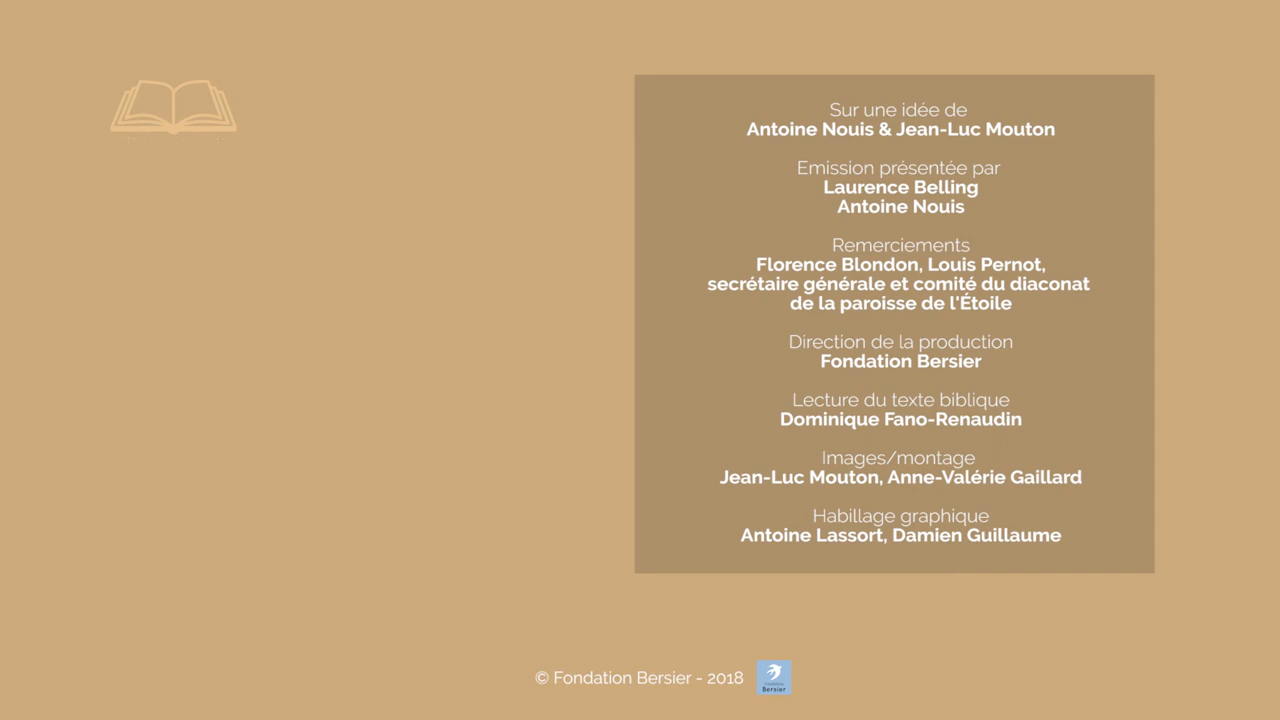 Sur une idée de
Antoine Nouis & Jean-Luc Mouton
Emission présentée par
Laurence Belling
Antoine Nouis
Remerciements
Florence Blondon, Louis Pernot,
secrétaire générale et comité du diaconat
de la paroisse de l'Étoile
Direction de la production
Fondation Bersier
Lecture du texte biblique
Dominique Fano-Renaudin
Images/montage
Jean-Luc Mouton, Anne-Valérie Gaillard
Habillage graphique
Antoine Lassort, Damien Guillaume
© Fondation Bersier - 2018
Fondation
Bersier